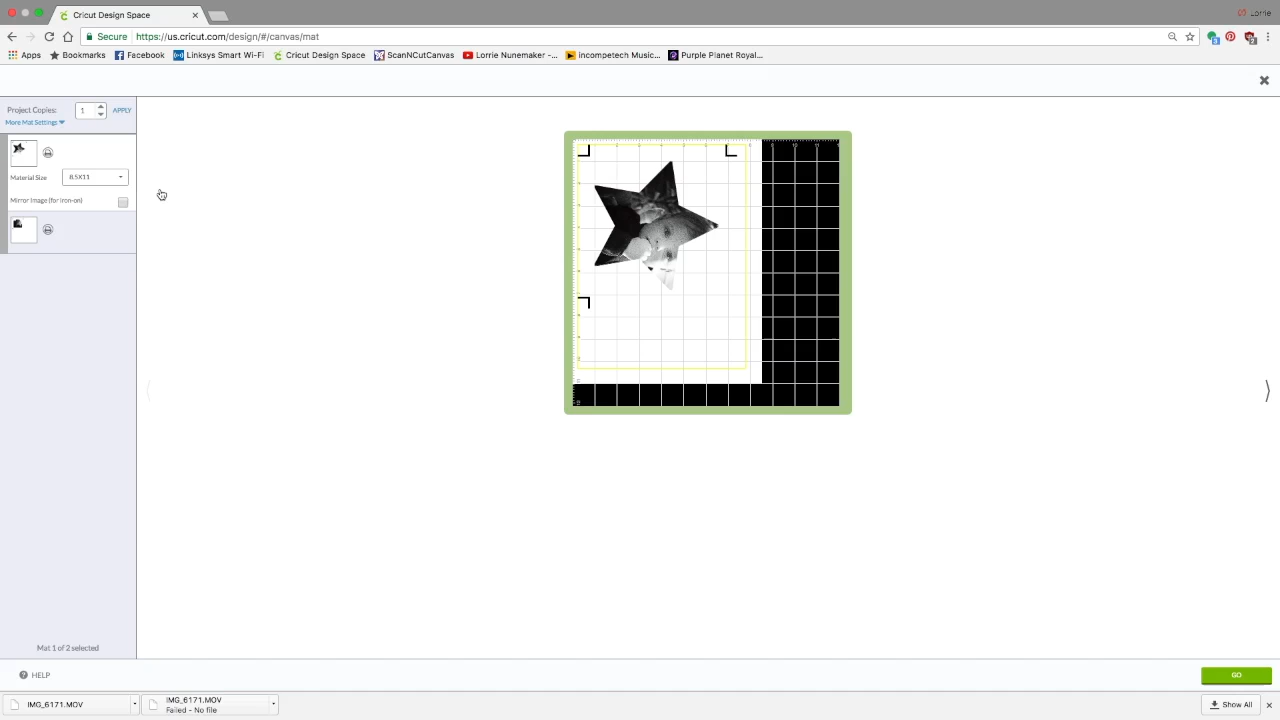 Cricut Design Space
Lorrie
Secure
https://us.cricut.com/design/#/canvas/mat
Apps
Bookmarks
Facebook
Linksys Smart Wi-Fi
Cricut Design Space
ScanNCutCanvas
Lorrie Nunemaker -...
incompetech Music...
Purple Planet Royal...
Project Copies:
1
APPLY
More Mat Settings
Material Size
8.5X11
Mirror Image (for iron-on)
Mat 1 of 2 selected
HELP
GO
IMG_6171.MOV
IMG_6171.MOV
Failed - No file
Show All